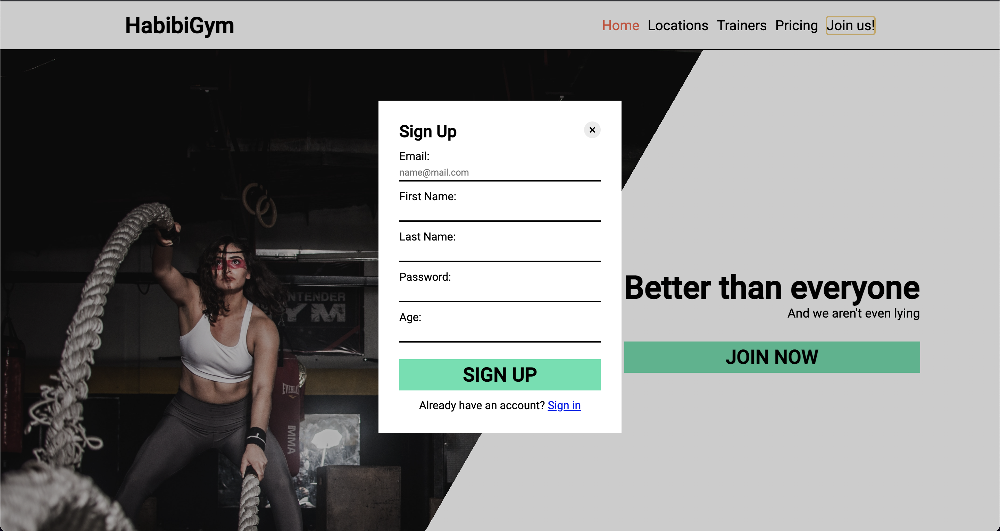 HabibiGym
Home Locations Trainers Pricing Join us!
Sign Up
×
Email:
name@mail.com
First Name:
Last Name:
Password:
Age:
SIGN UP
Already have an account? Sign in
Better than everyone
And we aren't even lying
JOIN NOW
NTENDER
YM
EVERLA
MMA